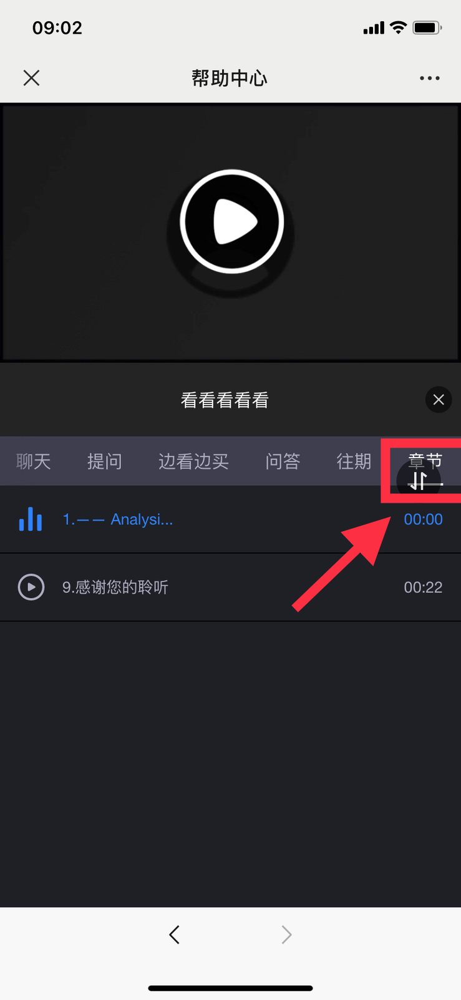 09:02
帮助中心
看看看看看
聊天 提问 边看边买 问答 往期 章节
1.—— Analysi... 00:00
9.感谢您的聆听 00:22